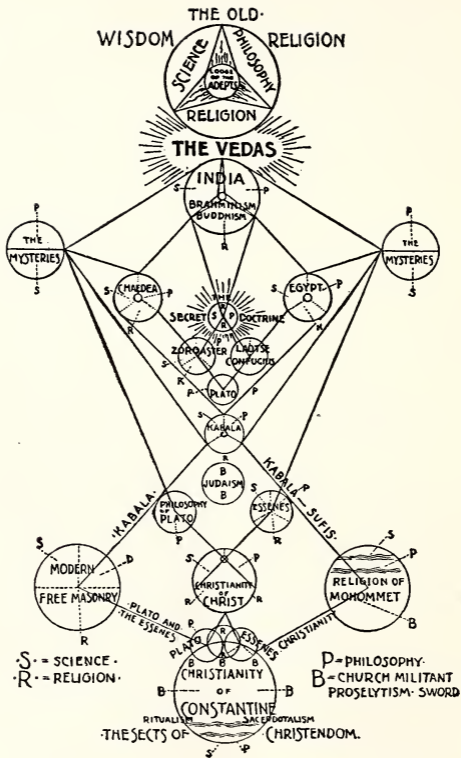 THE OLD·
WISDOM RELIGION
SCIENCE PHILOSOPHY
LODGE
OF THE
ADEPTS
RELIGION
THE VEDAS
INDIA
S P
BRAHMINISM
BUDDHISM
R
P P
THE THE
MYSTERIES MYSTERIES
S S
CHAEDEA EGYPT
S P S P
R
THE
R
SECRET S P DOCTRINE
R
P
ZOROASTER LAOTSE
CONFUCIUS
S
R
PLATO
P
S P
KABALA
R
B
JUDAISM
B
·KABALA· KABALA — SUFIS·
R
PHILOSOPHY
OF
PLATO
P
S
ESSENES
R
S
MODERN P
FREE MASONRY
R
S P
CHRISTIANITY
OF
CHRIST
R R
S
P
RELIGION OF
MOHOMMET
B
PLATO AND
THE ESSENES
CHRISTIANITY
P
PLATO R ESSENES
B B B
CHRISTIANITY
B OF B
CONSTANTINE
RITUALISM SACERDOTALISM
·THE SECTS OF CHRISTENDOM.
S P
·S· = SCIENCE·
·R· = RELIGION·
P = PHILOSOPHY·
B = CHURCH MILITANT
PROSELYTISM· SWORD